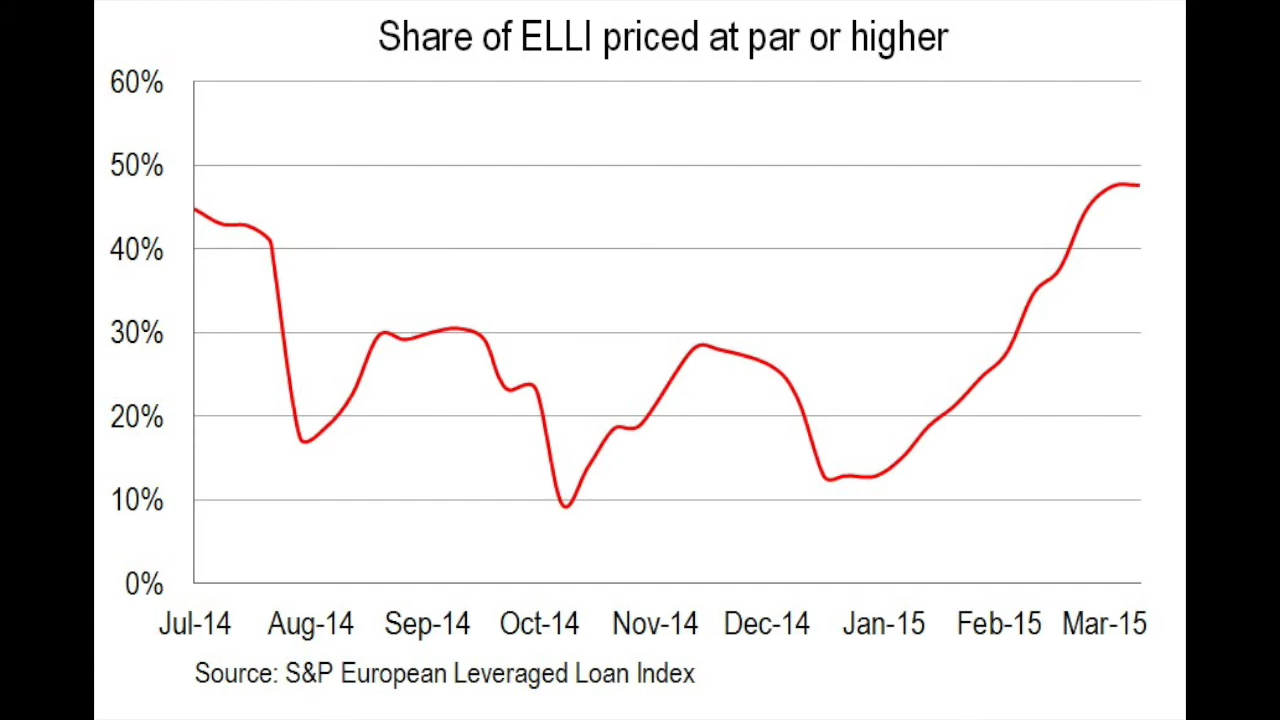 Share of ELLI priced at par or higher
60%
50%
40%
30%
20%
10%
0%
Jul-14 Aug-14 Sep-14 Oct-14 Nov-14 Dec-14 Jan-15 Feb-15 Mar-15
Source: S&P European Leveraged Loan Index